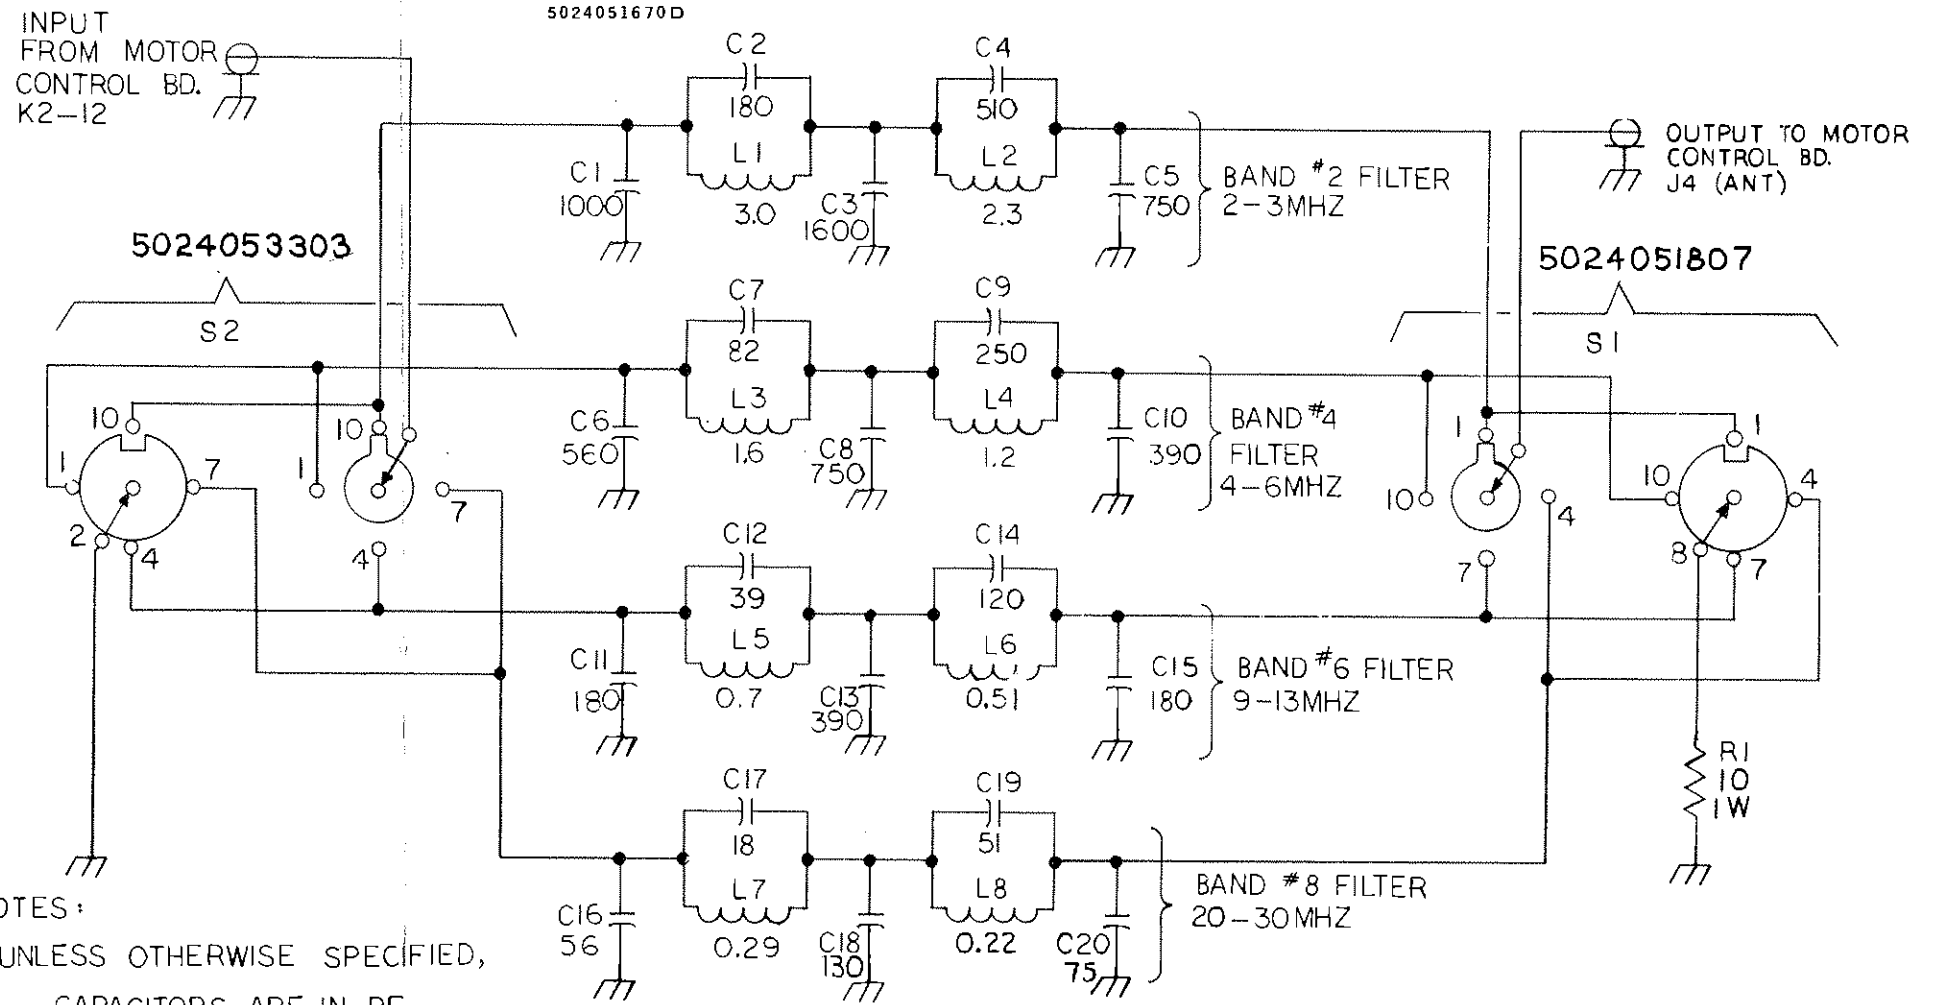 5024051670D
INPUT
FROM MOTOR
CONTROL BD.
K2-12
C2
180
L1
3.0
C4
510
L2
2.3
C1
1000
C3
1600
C5
750
BAND #2 FILTER
2-3MHZ
OUTPUT TO MOTOR
CONTROL BD.
J4 (ANT)
5024053303
S2
5024051807
S1
C7
82
L3
1.6
C9
250
L4
1.2
C6
560
C8
750
C10
390
BAND #4
FILTER
4-6MHZ
10
1
7
2
4
10
1
7
4
1
10
4
7
1
10
4
8
7
C12
39
L5
0.7
C14
120
L6
0.51
C11
180
C13
390
C15
180
BAND #6 FILTER
9-13MHZ
R1
10
1W
C17
18
L7
0.29
C19
51
L8
0.22
C16
56
C18
130
C20
75
BAND #8 FILTER
20-30MHZ
OTES:
UNLESS OTHERWISE SPECIFIED,
CAPACITORS ARE IN PF